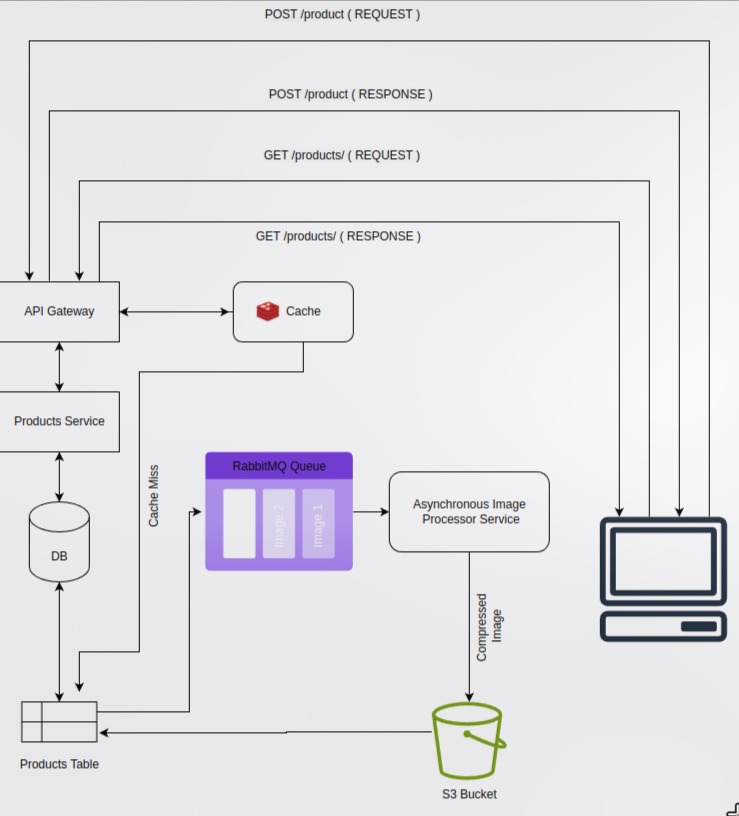 POST /product ( REQUEST )
POST /product ( RESPONSE )
GET /products/ ( REQUEST )
GET /products/ ( RESPONSE )
API Gateway
Cache
Products Service
RabbitMQ Queue
Image 2
Image 1
Cache Miss
Asynchronous Image
Processor Service
DB
Compressed
Image
Products Table
S3 Bucket